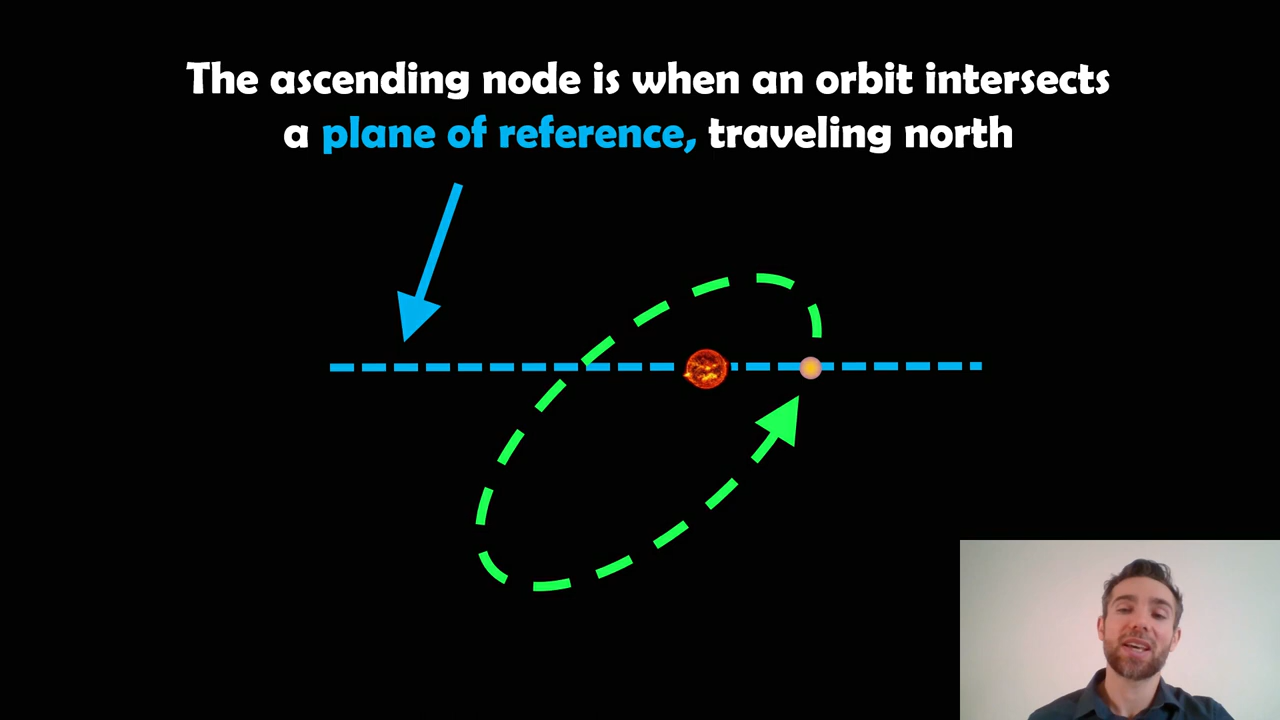 The ascending node is when an orbit intersects
a plane of reference, traveling north